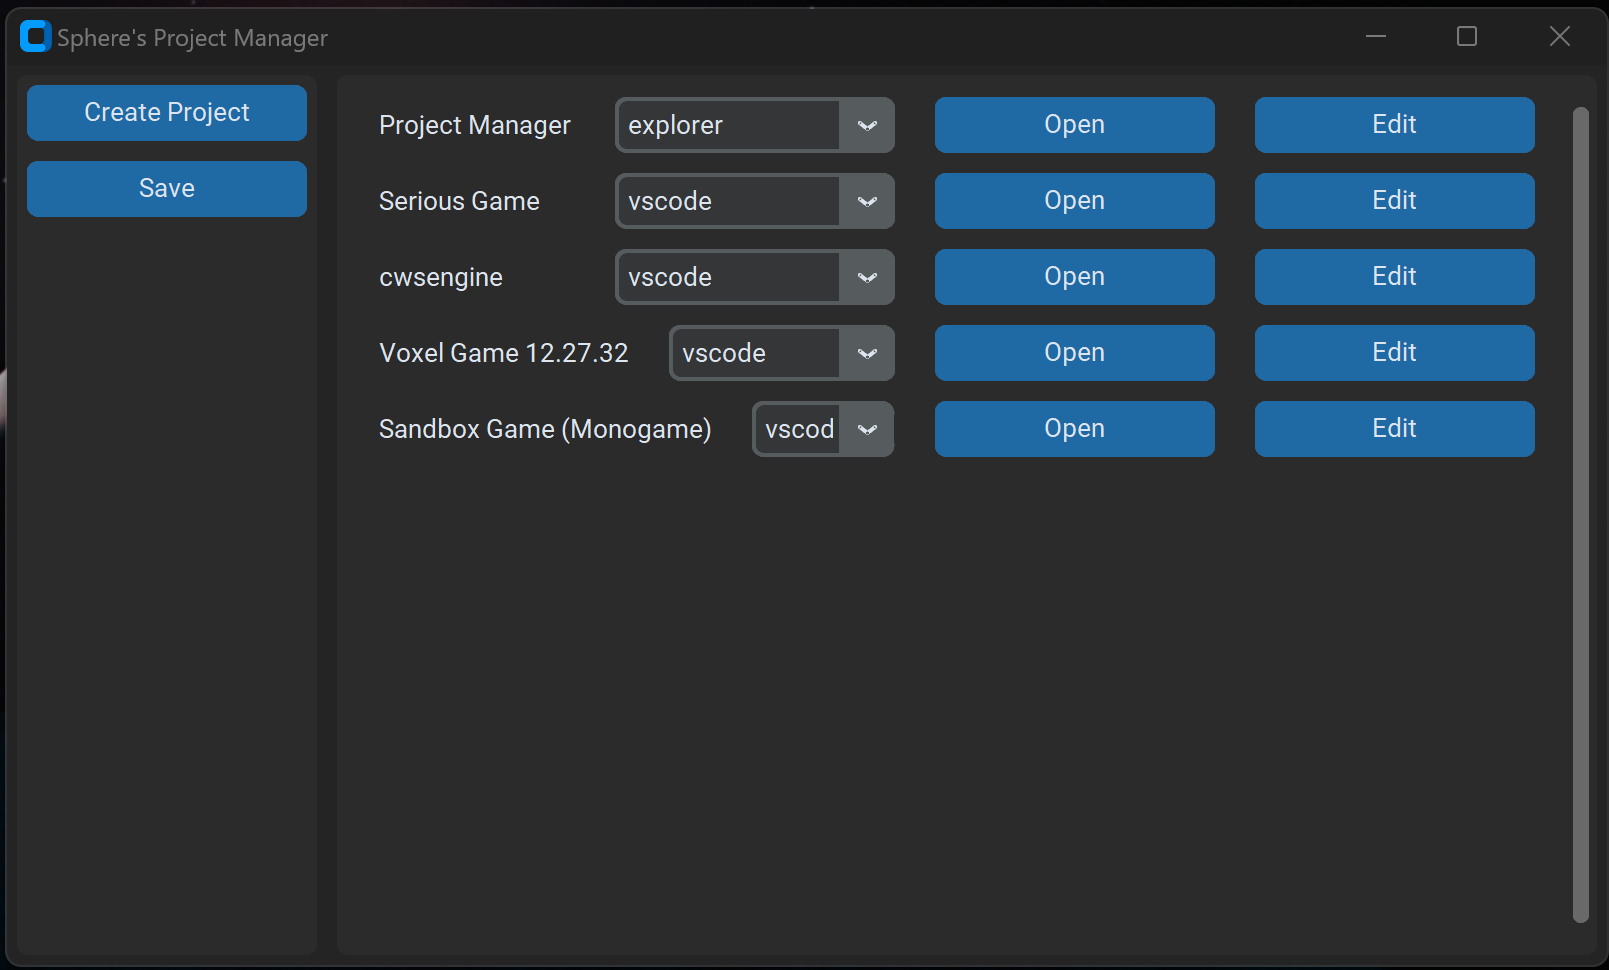 Sphere's Project Manager
Create Project
Save
Project Manager explorer Open Edit
Serious Game vscode Open Edit
cwsengine vscode Open Edit
Voxel Game 12.27.32 vscode Open Edit
Sandbox Game (Monogame) vscod Open Edit